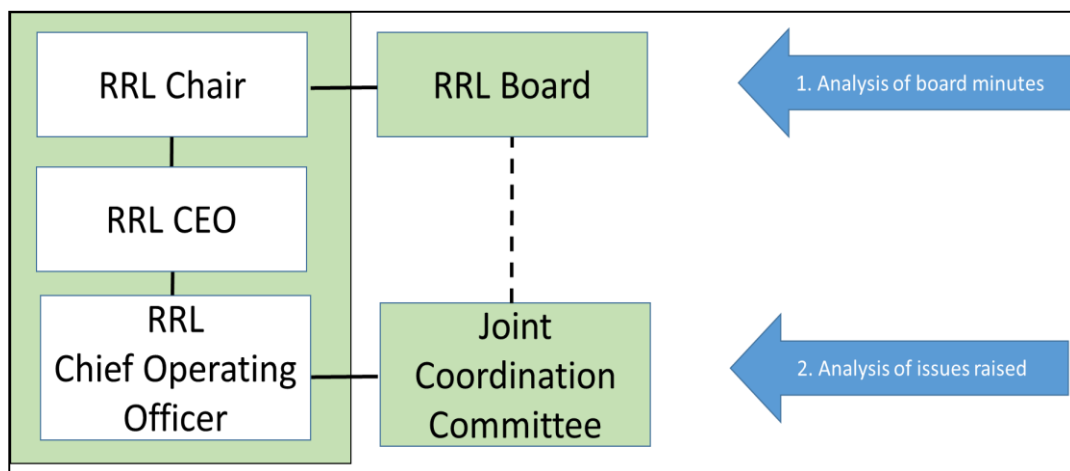 RRL Chair
RRL Board
1. Analysis of board minutes
RRL CEO
RRL
Chief Operating
Officer
Joint
Coordination
Committee
2. Analysis of issues raised